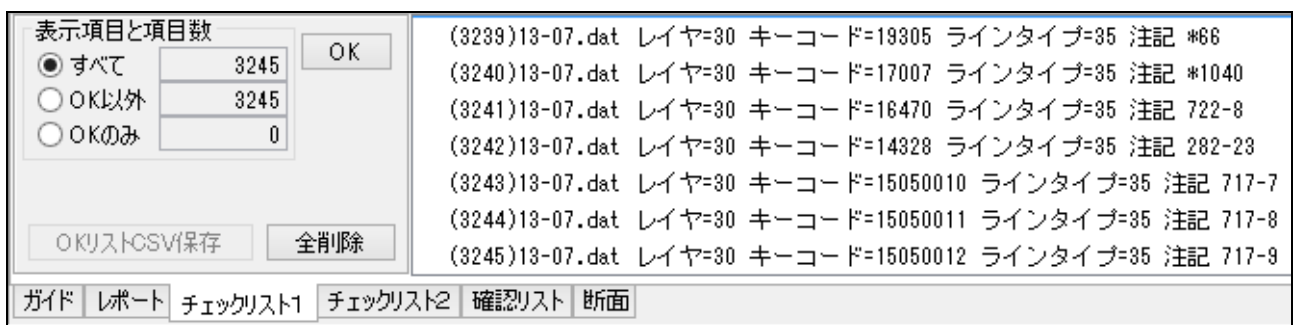 表示項目と項目数
すべて 3245
OK以外 3245
OKのみ 0
OK
OKリストCSV保存 全削除
(3239)13-07.dat レイヤ=30 キーコード=19305 ラインタイプ=35 注記 *66
(3240)13-07.dat レイヤ=30 キーコード=17007 ラインタイプ=35 注記 *1040
(3241)13-07.dat レイヤ=30 キーコード=16470 ラインタイプ=35 注記 722-8
(3242)13-07.dat レイヤ=30 キーコード=14328 ラインタイプ=35 注記 282-23
(3243)13-07.dat レイヤ=30 キーコード=15050010 ラインタイプ=35 注記 717-7
(3244)13-07.dat レイヤ=30 キーコード=15050011 ラインタイプ=35 注記 717-8
(3245)13-07.dat レイヤ=30 キーコード=15050012 ラインタイプ=35 注記 717-9
ガイド レポート チェックリスト1 チェックリスト2 確認リスト 断面